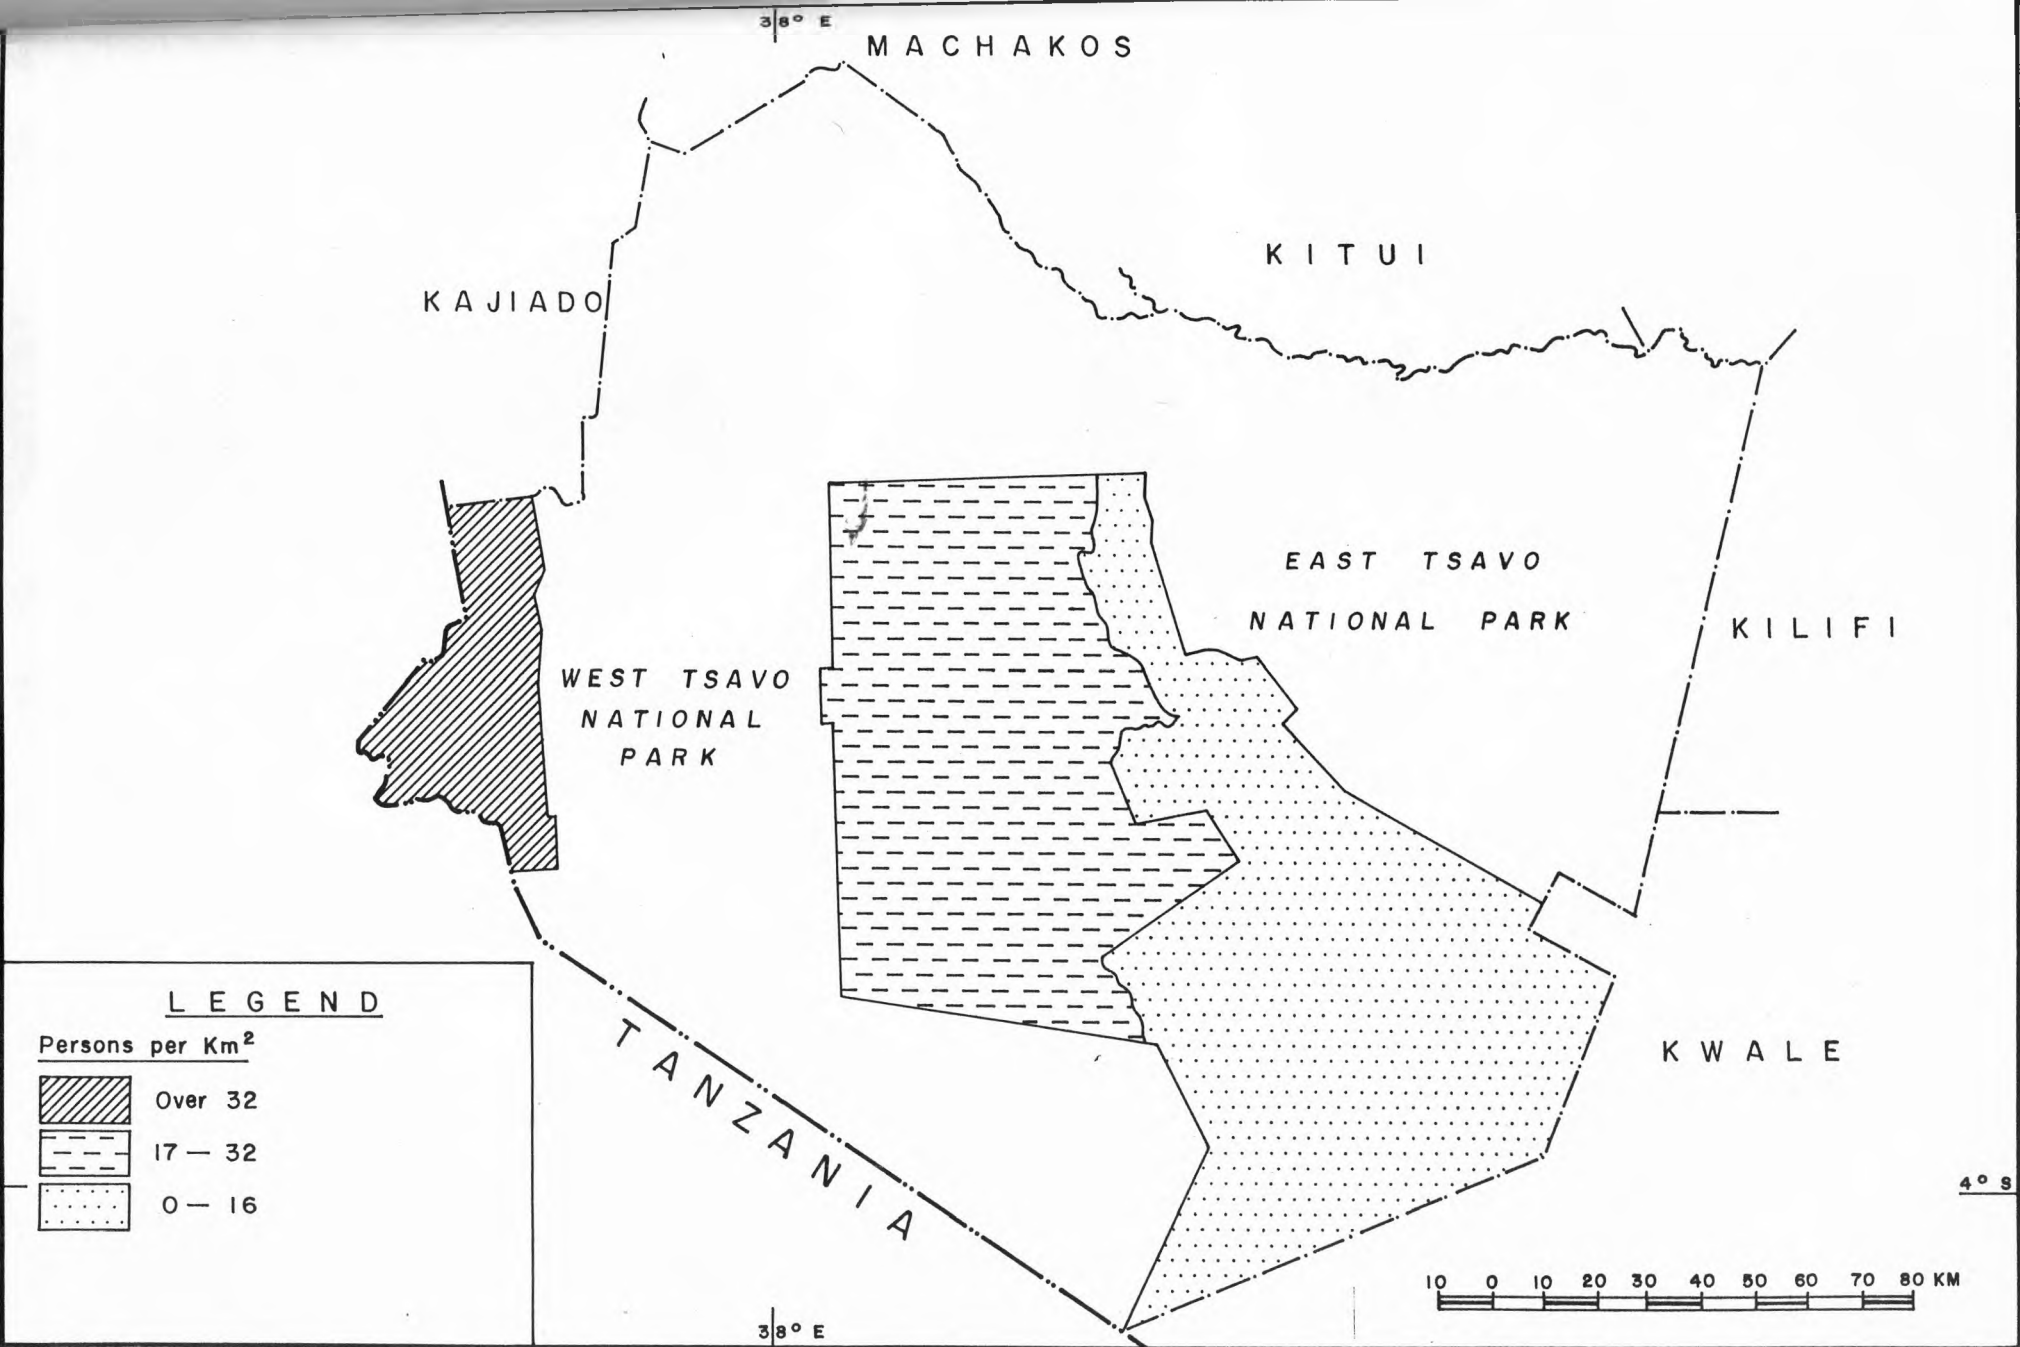 38° E
MACHAKOS
KITUI
KAJIADO
EAST TSAVO
NATIONAL PARK
KILIFI
WEST TSAVO
NATIONAL
PARK
LEGEND
Persons per Km²
Over 32
17 — 32
0 — 16
TANZANIA
KWALE
4° S
10 0 10 20 30 40 50 60 70 80 KM
38° E